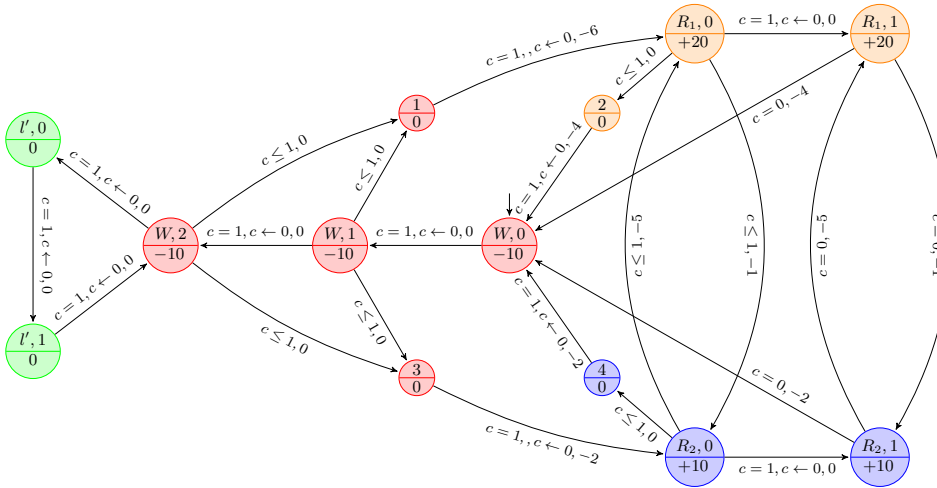 R₁, 0
+20
c = 1, c ← 0, 0
R₁, 1
+20
c = 1, , c ← 0, −6
c ≤ 1, 0
1
0
2
0
c = 0, −4
l′, 0
0
c = 1, c ← 0, 0
c ≤ 1, 0
c ≤ 1, 0
c = 1, c ← 0, −4
c = 1, c ← 0, 0
W, 2
−10
c = 1, c ← 0, 0
W, 1
−10
c = 1, c ← 0, 0
W, 0
−10
c ≤ 1, −5
c ≤ 1, −1
c = 0, −5
c = 0, −1
c = 1, c ← 0, 0
l′, 1
0
c ≤ 1, 0
c ≤ 1, 0
c = 1, c ← 0, −2
3
0
4
0
c = 0, −2
c ≤ 1, 0
c = 1, , c ← 0, −2
R₂, 0
+10
c = 1, c ← 0, 0
R₂, 1
+10